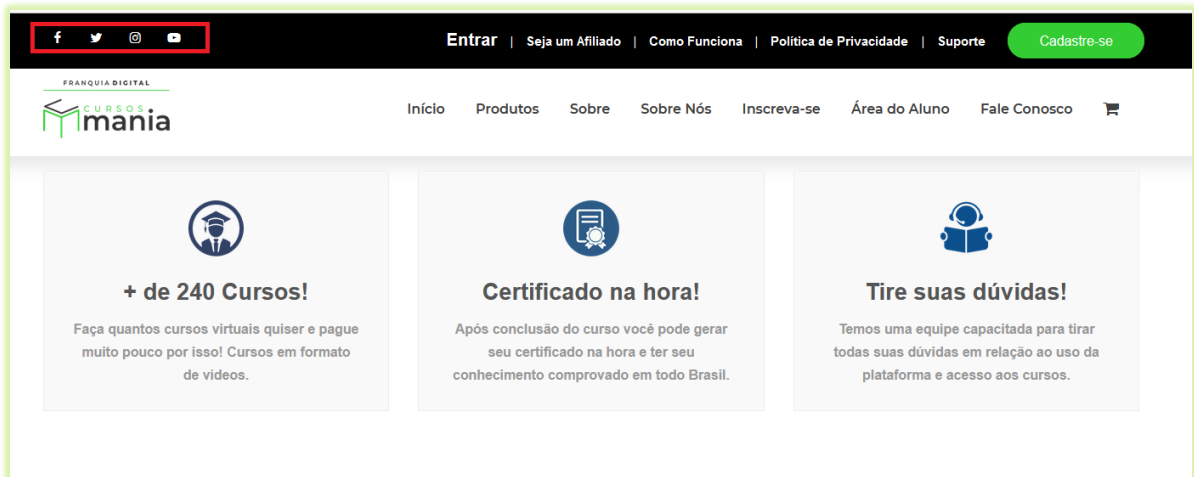 Entrar | Seja um Afiliado | Como Funciona | Política de Privacidade | Suporte Cadastre-se
FRANQUIA DIGITAL
CURSOS
mania
Início Produtos Sobre Sobre Nós Inscreva-se Área do Aluno Fale Conosco
+ de 240 Cursos!
Faça quantos cursos virtuais quiser e pague
muito pouco por isso! Cursos em formato
de vídeos.
Certificado na hora!
Após conclusão do curso você pode gerar
seu certificado na hora e ter seu
conhecimento comprovado em todo Brasil.
Tire suas dúvidas!
Temos uma equipe capacitada para tirar
todas suas dúvidas em relação ao uso da
plataforma e acesso aos cursos.